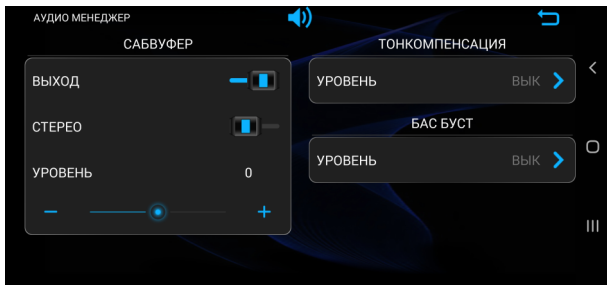 АУДИО МЕНЕДЖЕР
САБВУФЕР
ВЫХОД
СТЕРЕО
УРОВЕНЬ 0
ТОНКОМПЕНСАЦИЯ
УРОВЕНЬ ВЫК
БАС БУСТ
УРОВЕНЬ ВЫК